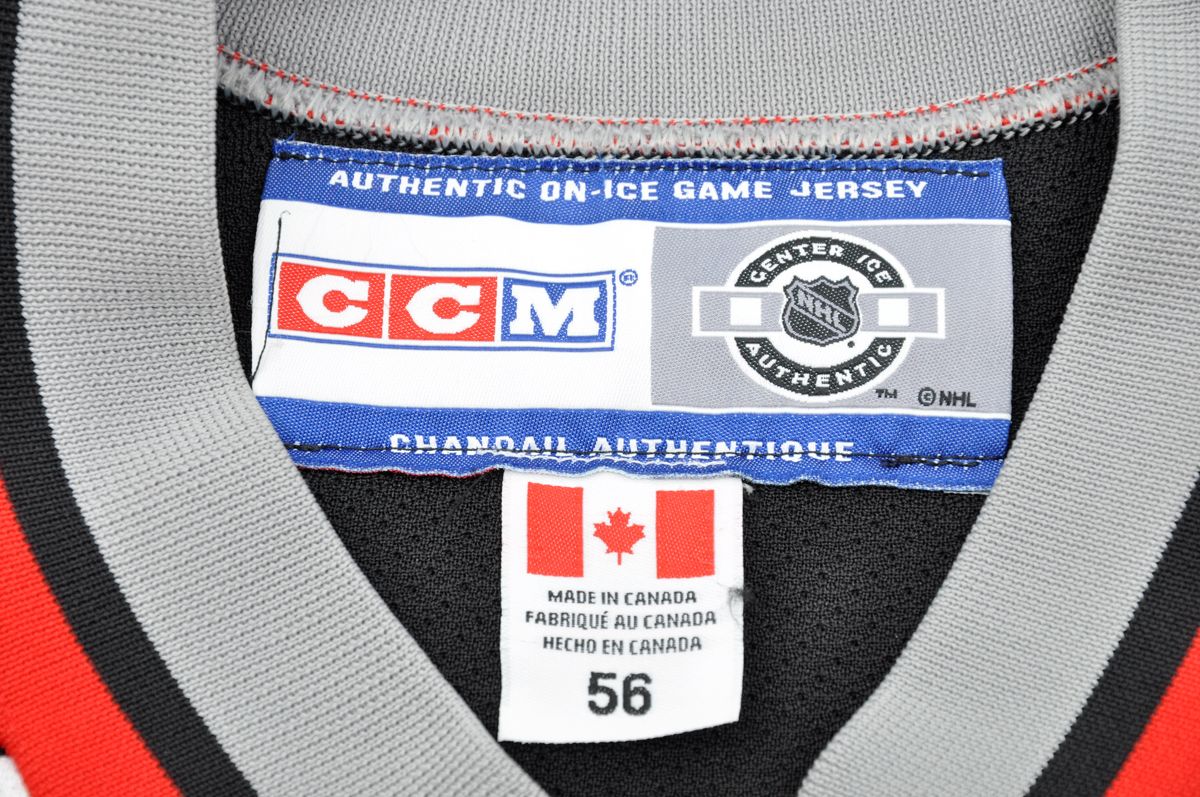 AUTHENTIC ON-ICE GAME JERSEY
CCM®
CENTER ICE
NHL
AUTHENTIC
™ ©NHL
CHANDAIL AUTHENTIQUE
MADE IN CANADA
FABRIQUÉ AU CANADA
HECHO EN CANADA
56